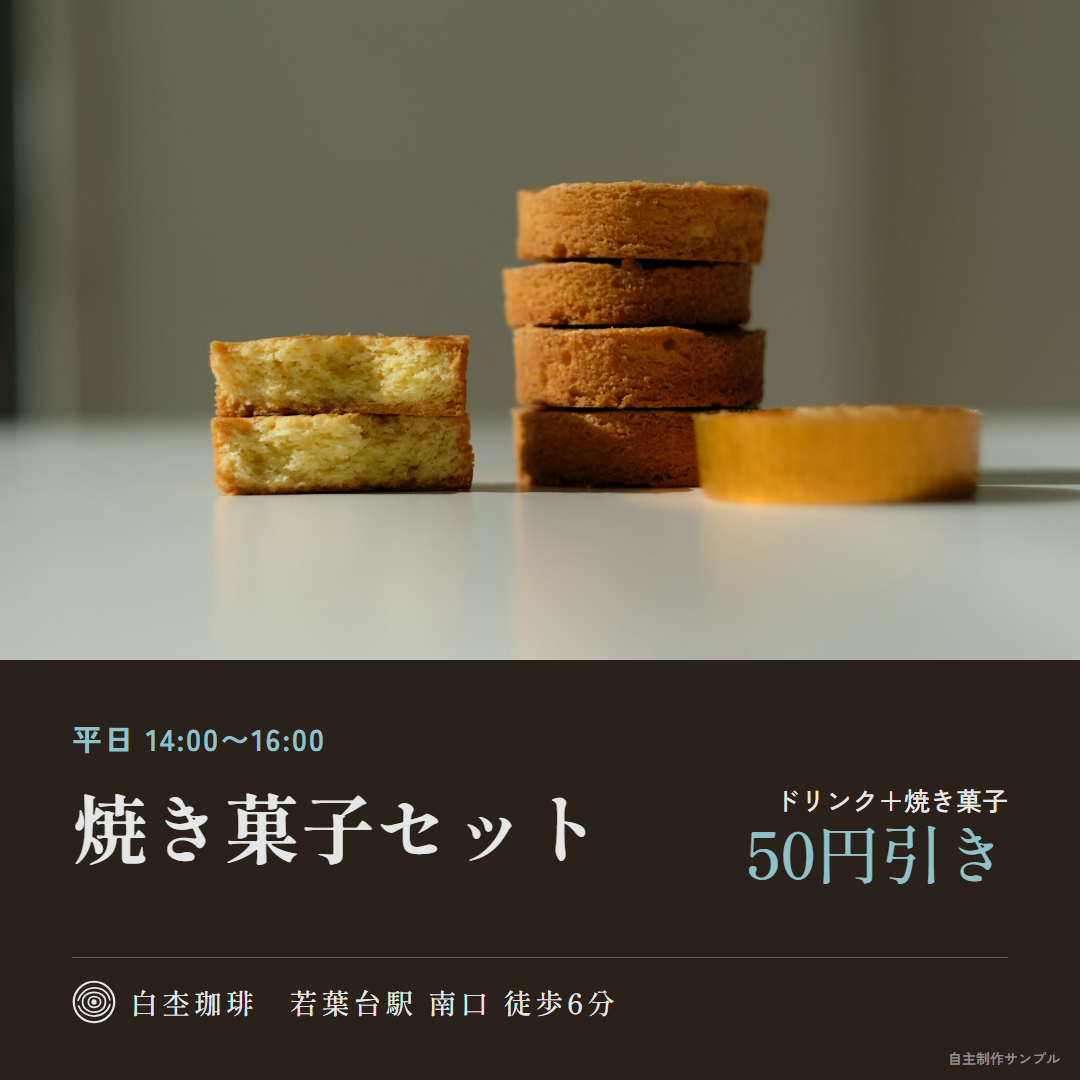 平日 14:00〜16:00
焼き菓子セット
ドリンク＋焼き菓子
50円引き
白杢珈琲　若葉台駅 南口 徒歩6分
自主制作サンプル